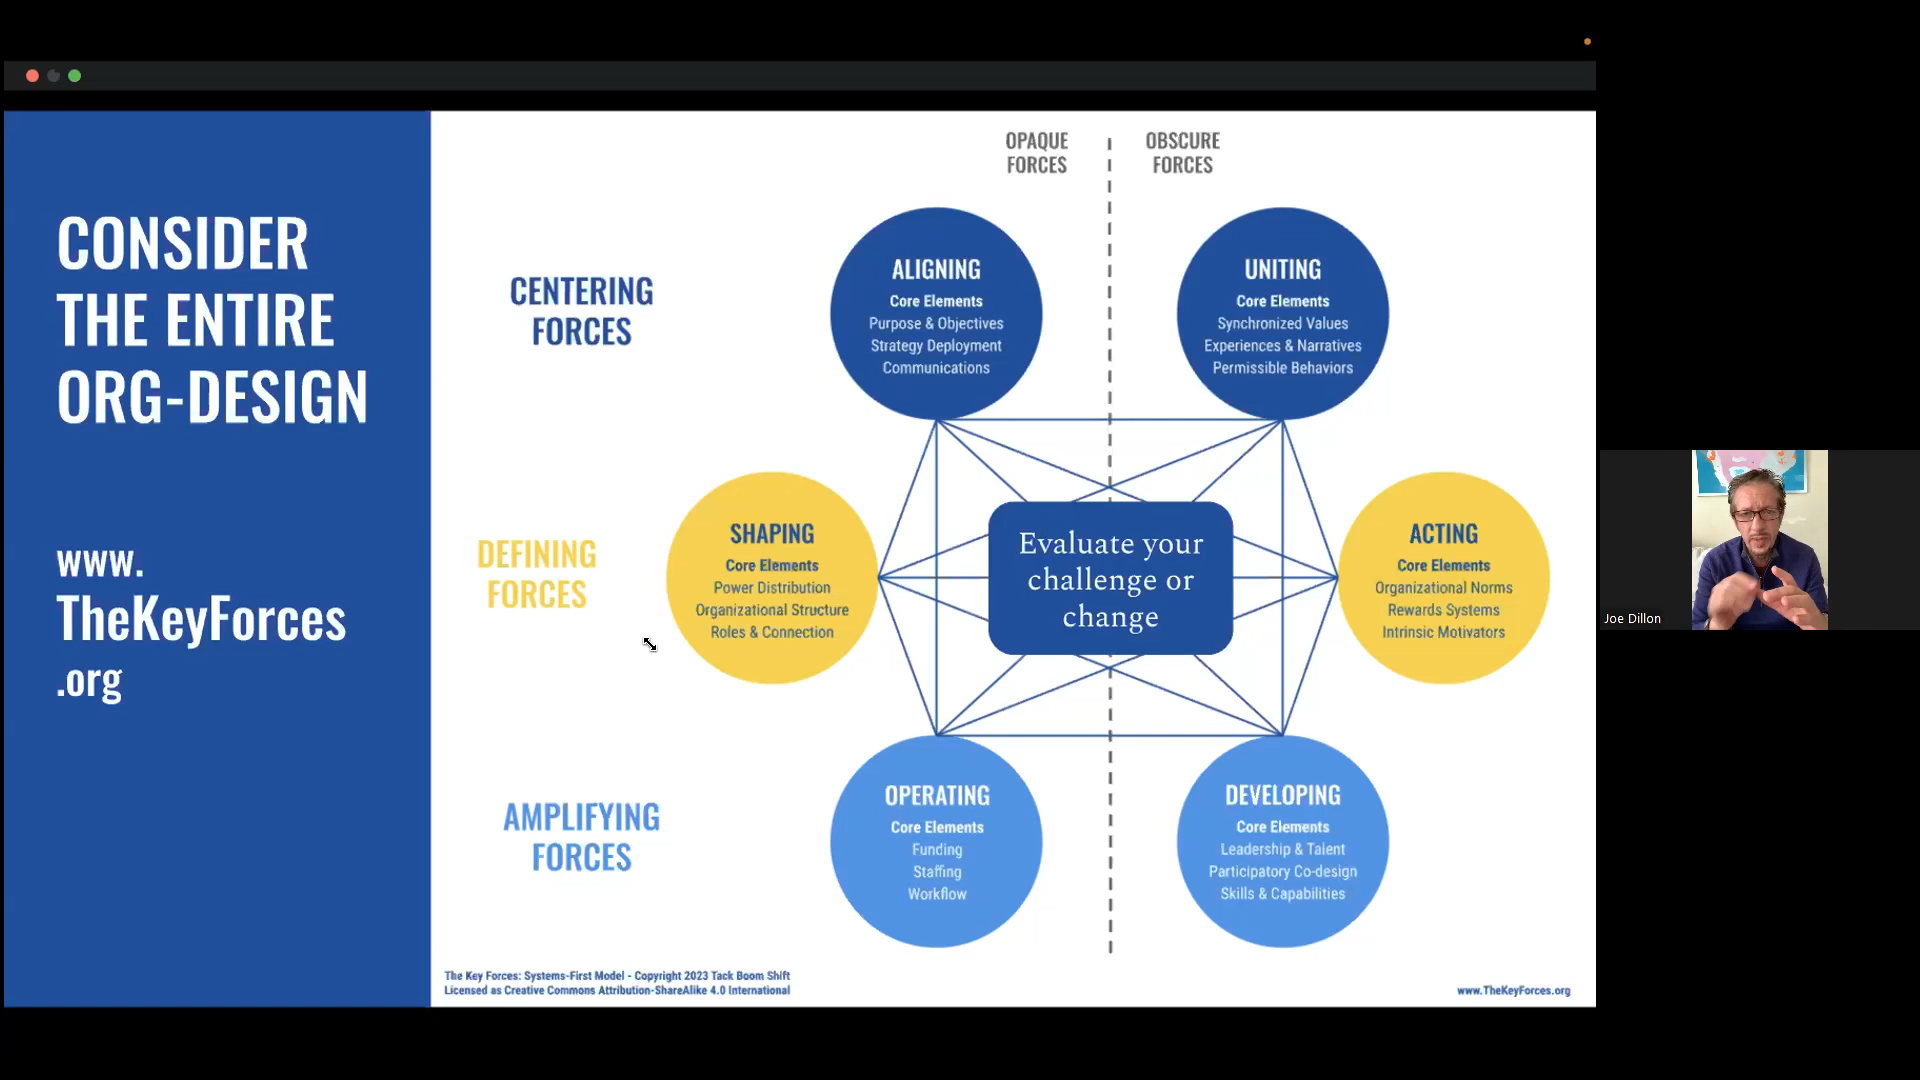 CONSIDER
THE ENTIRE
ORG-DESIGN
www.
TheKeyForces
.org
OPAQUE
FORCES
OBSCURE
FORCES
CENTERING
FORCES
ALIGNING
Core Elements
Purpose & Objectives
Strategy Deployment
Communications
UNITING
Core Elements
Synchronized Values
Experiences & Narratives
Permissible Behaviors
DEFINING
FORCES
SHAPING
Core Elements
Power Distribution
Organizational Structure
Roles & Connection
Evaluate your
challenge or
change
ACTING
Core Elements
Organizational Norms
Rewards Systems
Intrinsic Motivators
AMPLIFYING
FORCES
OPERATING
Core Elements
Funding
Staffing
Workflow
DEVELOPING
Core Elements
Leadership & Talent
Participatory Co-design
Skills & Capabilities
The Key Forces: Systems-First Model - Copyright 2023 Tack Boom Shift
Licensed as Creative Commons Attribution-ShareAlike 4.0 International
www.TheKeyForces.org
Joe Dillon